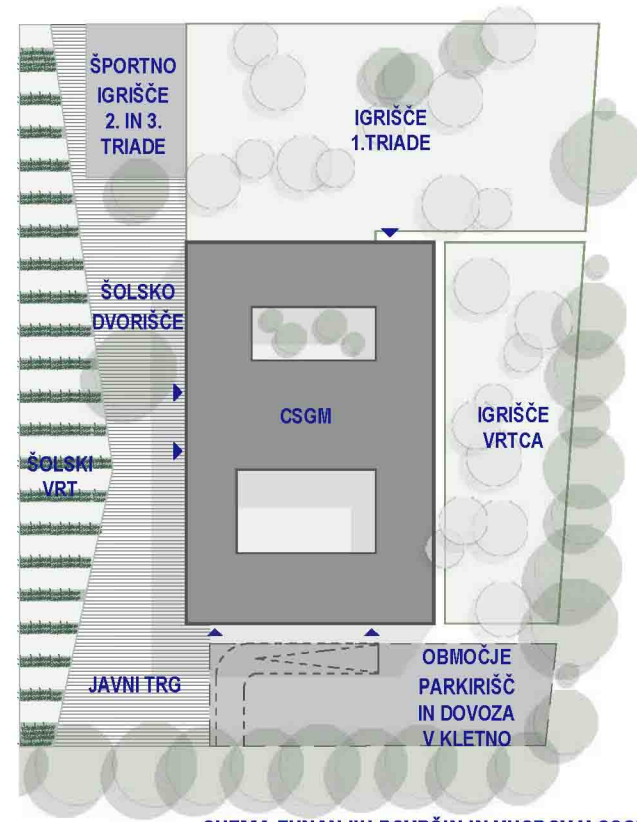 ŠPORTNO
IGRIŠČE
2. IN 3.
TRIADE
IGRIŠČE
1.TRIADE
ŠOLSKO
DVORIŠČE
CSGM
IGRIŠČE
VRTCA
ŠOLSKI
VRT
JAVNI TRG
OBMOČJE
PARKIRIŠČ
IN DOVOZA
V KLETNO